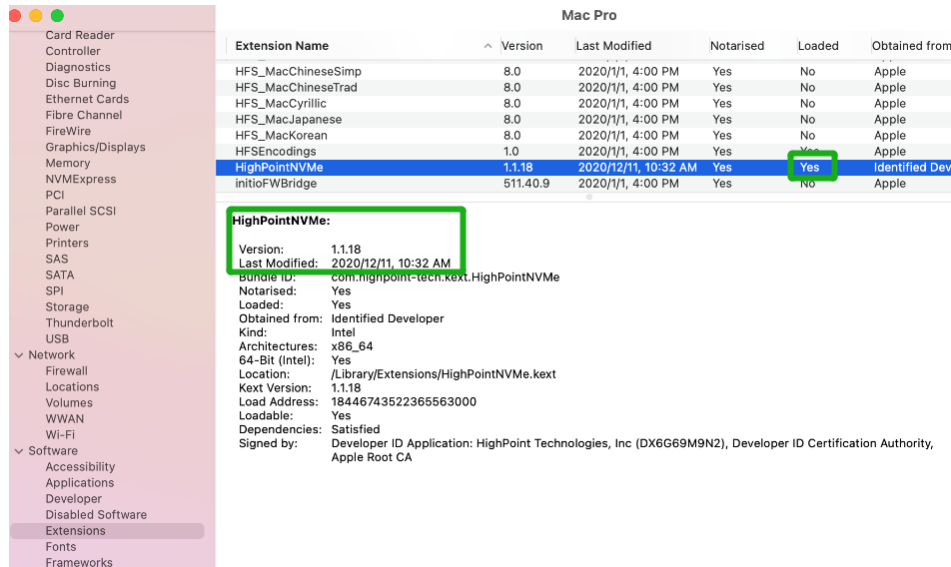 Mac Pro
Card Reader
Controller
Diagnostics
Disc Burning
Ethernet Cards
Fibre Channel
FireWire
Graphics/Displays
Memory
NVMExpress
PCI
Parallel SCSI
Power
Printers
SAS
SATA
SPI
Storage
Thunderbolt
USB
Network
Firewall
Locations
Volumes
WWAN
Wi-Fi
Software
Accessibility
Applications
Developer
Disabled Software
Extensions
Fonts
Frameworks
Extension Name Version Last Modified Notarised Loaded Obtained from
HFS_MacChineseSimp 8.0 2020/1/1, 4:00 PM Yes No Apple
HFS_MacChineseTrad 8.0 2020/1/1, 4:00 PM Yes No Apple
HFS_MacCyrillic 8.0 2020/1/1, 4:00 PM Yes No Apple
HFS_MacJapanese 8.0 2020/1/1, 4:00 PM Yes No Apple
HFS_MacKorean 8.0 2020/1/1, 4:00 PM Yes No Apple
HFSEncodings 1.0 2020/1/1, 4:00 PM Yes Yes Apple
HighPointNVMe 1.1.18 2020/12/11, 10:32 AM Yes Yes Identified Dev
initioFWBridge 511.40.9 2020/1/1, 4:00 PM Yes No Apple
HighPointNVMe:
Version: 1.1.18
Last Modified: 2020/12/11, 10:32 AM
Bundle ID: com.highpoint-tech.kext.HighPointNVMe
Notarised: Yes
Loaded: Yes
Obtained from: Identified Developer
Kind: Intel
Architectures: x86_64
64-Bit (Intel): Yes
Location: /Library/Extensions/HighPointNVMe.kext
Kext Version: 1.1.18
Load Address: 18446743522365563000
Loadable: Yes
Dependencies: Satisfied
Signed by: Developer ID Application: HighPoint Technologies, Inc (DX6G69M9N2), Developer ID Certification Authority,
Apple Root CA